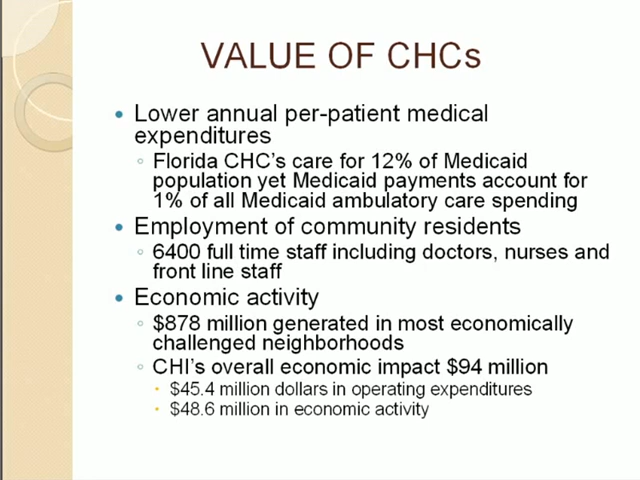 VALUE OF CHCs
Lower annual per-patient medical
expenditures
Florida CHC's care for 12% of Medicaid
population yet Medicaid payments account for
1% of all Medicaid ambulatory care spending
Employment of community residents
6400 full time staff including doctors, nurses and
front line staff
Economic activity
$878 million generated in most economically
challenged neighborhoods
CHI's overall economic impact $94 million
$45.4 million dollars in operating expenditures
$48.6 million in economic activity